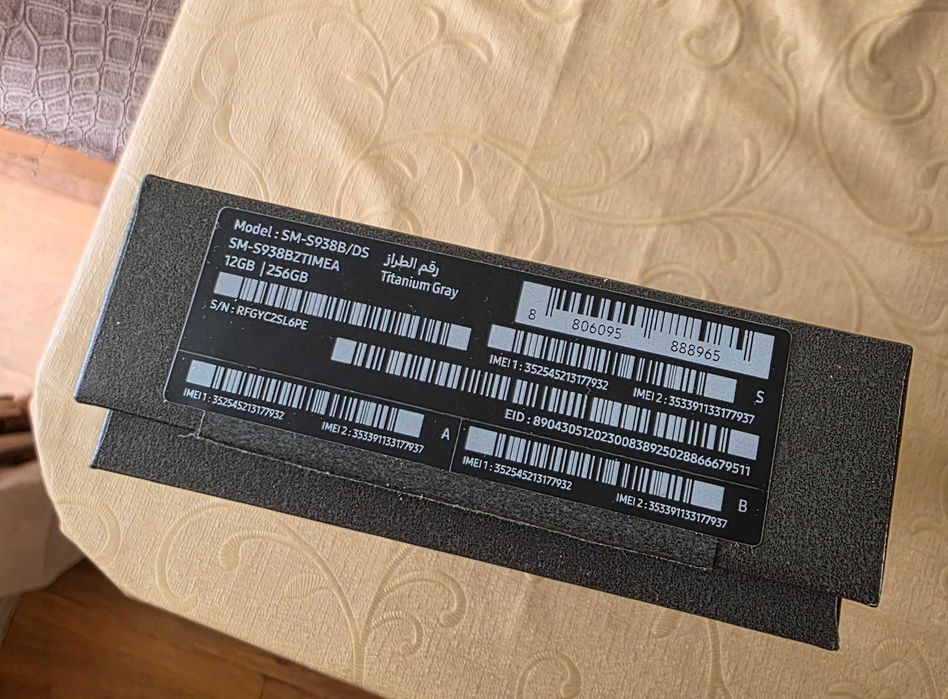 Model : SM-S938B/DS رقم الطراز
SM-S938BZTIMEA Titanium Gray
12GB | 256GB
S/N : RFGYC2SL6PE
8 806095 888965
IMEI 1 : 352545213177932 IMEI 2 : 353391133177937 S
EID : 89043051202300838925028866679511
IMEI 1 : 352545213177932 IMEI 2 : 353391133177937 A
IMEI 1 : 352545213177932 IMEI 2 : 353391133177937 B